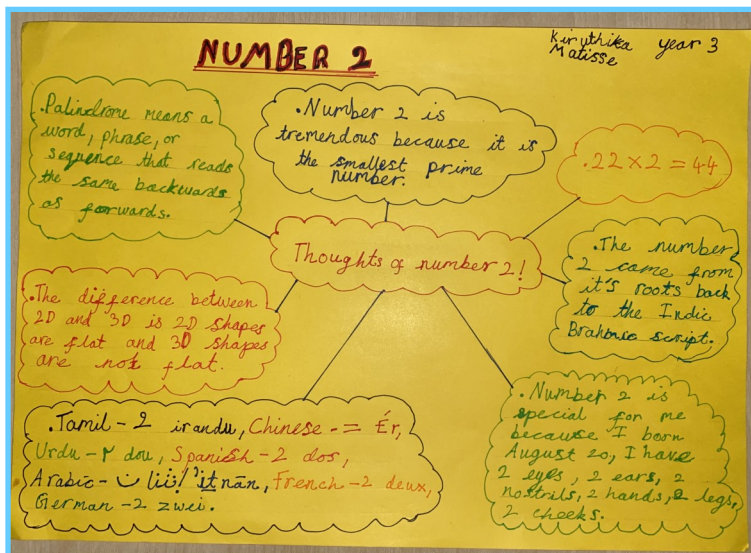 NUMBER 2
Kiruthika year 3
Matisse
.Palindrome means a
word, phrase, or
sequence that reads
the same backwards
as forwards.
.Number 2 is
tremendous because it is
the smallest prime
number.
.22 x 2 = 44
Thoughts of number 2!
.The number
2 came from
it's roots back
to the Indic
script.
.The difference between
2D and 3D is 2D shapes
are flat and 3D shapes
are not flat.
.Tamil - 2 irandu, Chinese - = Ér,
Urdu - ٢ dou, Spanish - 2 dos,
Arabic - French - 2 deux,
German - 2 zwei.
.Number 2 is
special for me
because I born
August 20, I have
2 eyes, 2 ears, 2
nostrils, 2 hands, 2 legs,
2 cheeks.